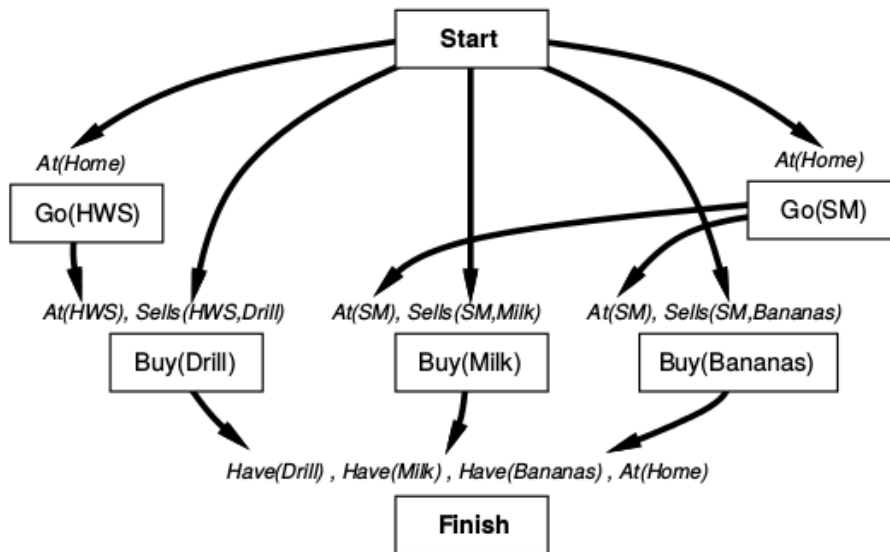 Start
At(Home)
At(Home)
Go(HWS)
Go(SM)
At(HWS), Sells(HWS,Drill)
At(SM), Sells(SM,Milk)
At(SM), Sells(SM,Bananas)
Buy(Drill)
Buy(Milk)
Buy(Bananas)
Have(Drill) , Have(Milk) , Have(Bananas) , At(Home)
Finish